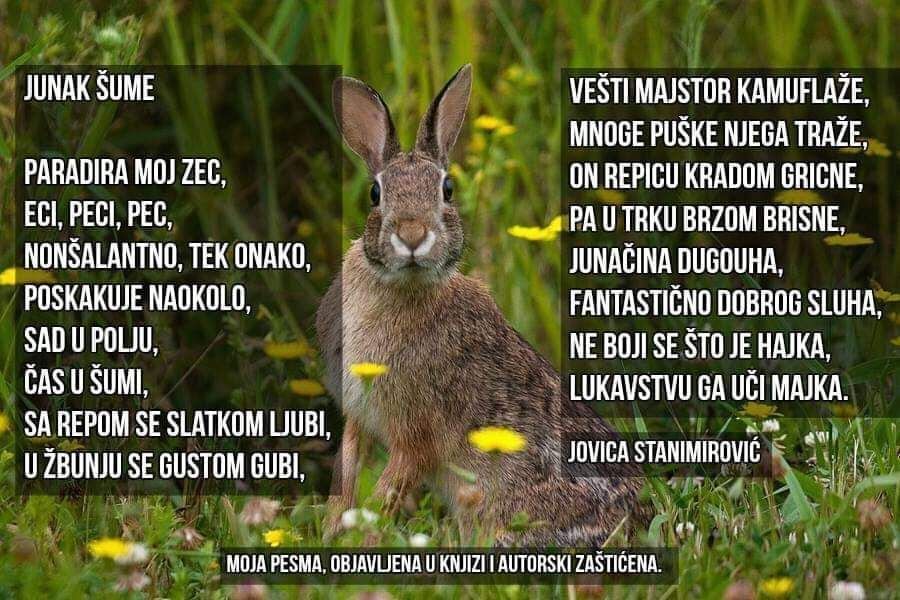 JUNAK ŠUME
PARADIRA MOJ ZEC,
ECI, PECI, PEC,
NONŠALANTNO, TEK ONAKO,
POSKAKUJE NAOKOLO,
SAD U POLJU,
ČAS U ŠUMI,
SA REPOM SE SLATKOM LJUBI,
U ŽBUNJU SE GUSTOM GUBI,
VEŠTI MAJSTOR KAMUFLAŽE,
MNOGE PUŠKE NJEGA TRAŽE,
ON REPICU KRADOM GRICNE,
PA U TRKU BRZOM BRISNE,
JUNAČINA DUGOUHA,
FANTASTIČNO DOBROG SLUHA,
NE BOJI SE ŠTO JE HAJKA,
LUKAVSTVU GA UČI MAJKA.
JOVICA STANIMIROVIĆ
MOJA PESMA, OBJAVLJENA U KNJIZI I AUTORSKI ZAŠTIĆENA.